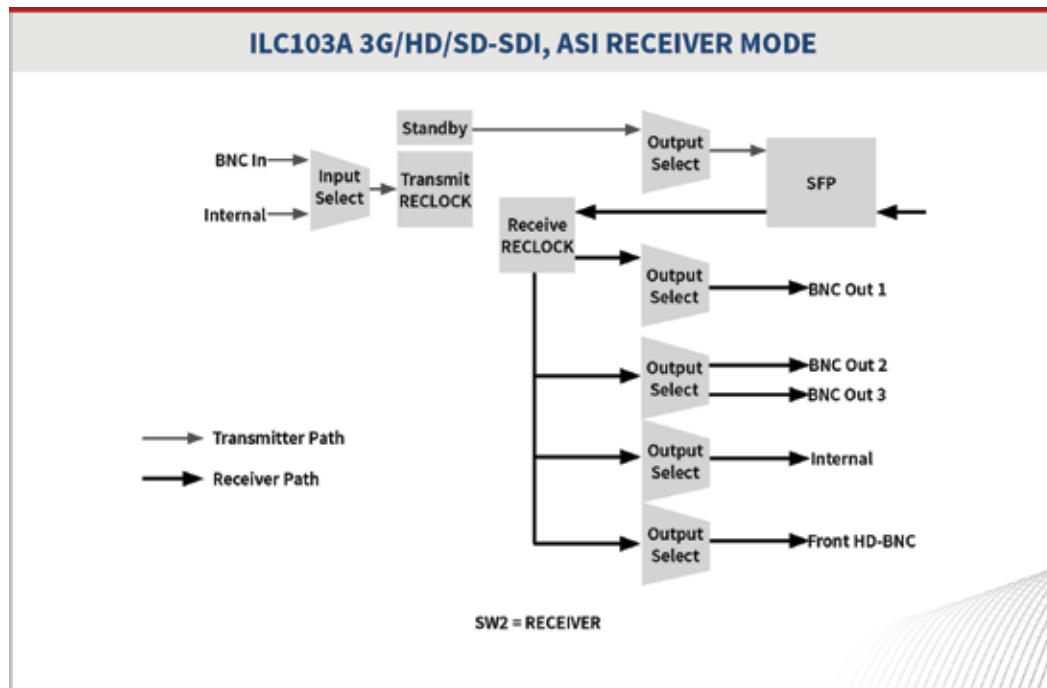 ILC103A 3G/HD/SD-SDI, ASI RECEIVER MODE
Standby
Output
Select
SFP
BNC In
Internal
Input
Select
Transmit
RECLOCK
Receive
RECLOCK
Output
Select
BNC Out 1
Output
Select
BNC Out 2
BNC Out 3
Transmitter Path
Receiver Path
Output
Select
Internal
Output
Select
Front HD-BNC
SW2 = RECEIVER